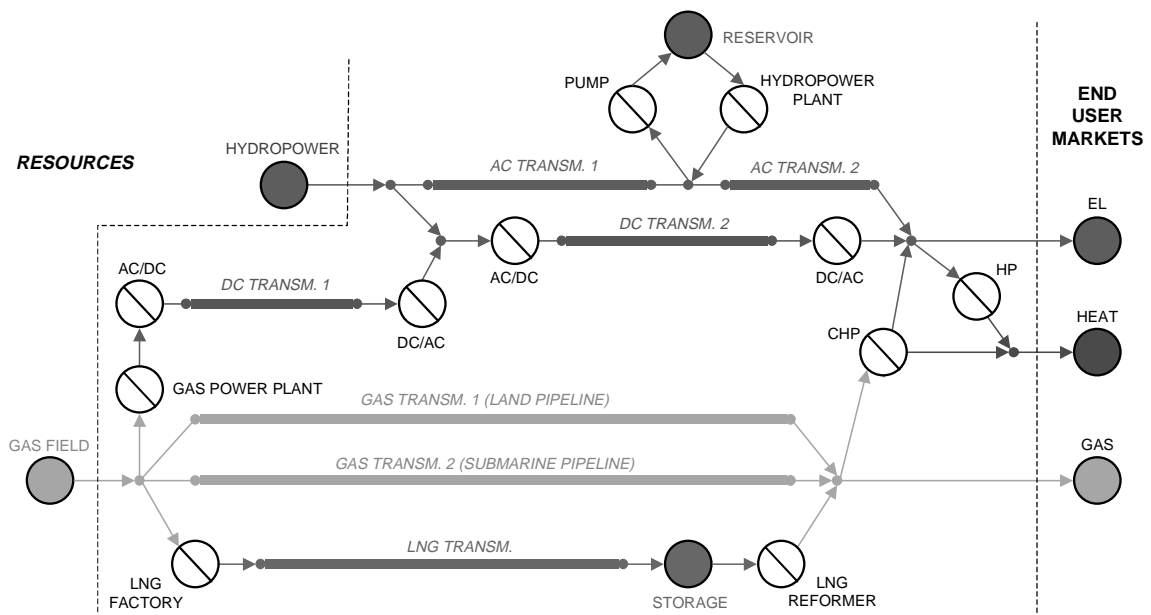 RESERVOIR
PUMP
HYDROPOWER
PLANT
END
USER
MARKETS
RESOURCES
HYDROPOWER
AC TRANSM. 1
AC TRANSM. 2
EL
DC TRANSM. 2
AC/DC
AC/DC
DC/AC
HP
DC TRANSM. 1
DC/AC
CHP
HEAT
GAS POWER PLANT
GAS TRANSM. 1 (LAND PIPELINE)
GAS FIELD
GAS TRANSM. 2 (SUBMARINE PIPELINE)
GAS
LNG TRANSM.
LNG
FACTORY
STORAGE
LNG
REFORMER